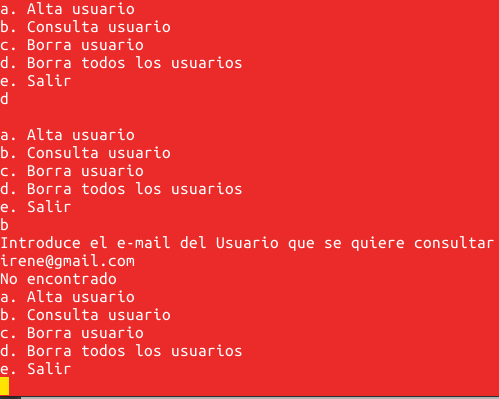 a. Alta usuario
b. Consulta usuario
c. Borra usuario
d. Borra todos los usuarios
e. Salir
d
a. Alta usuario
b. Consulta usuario
c. Borra usuario
d. Borra todos los usuarios
e. Salir
b
Introduce el e-mail del Usuario que se quiere consultar
irene@gmail.com
No encontrado
a. Alta usuario
b. Consulta usuario
c. Borra usuario
d. Borra todos los usuarios
e. Salir